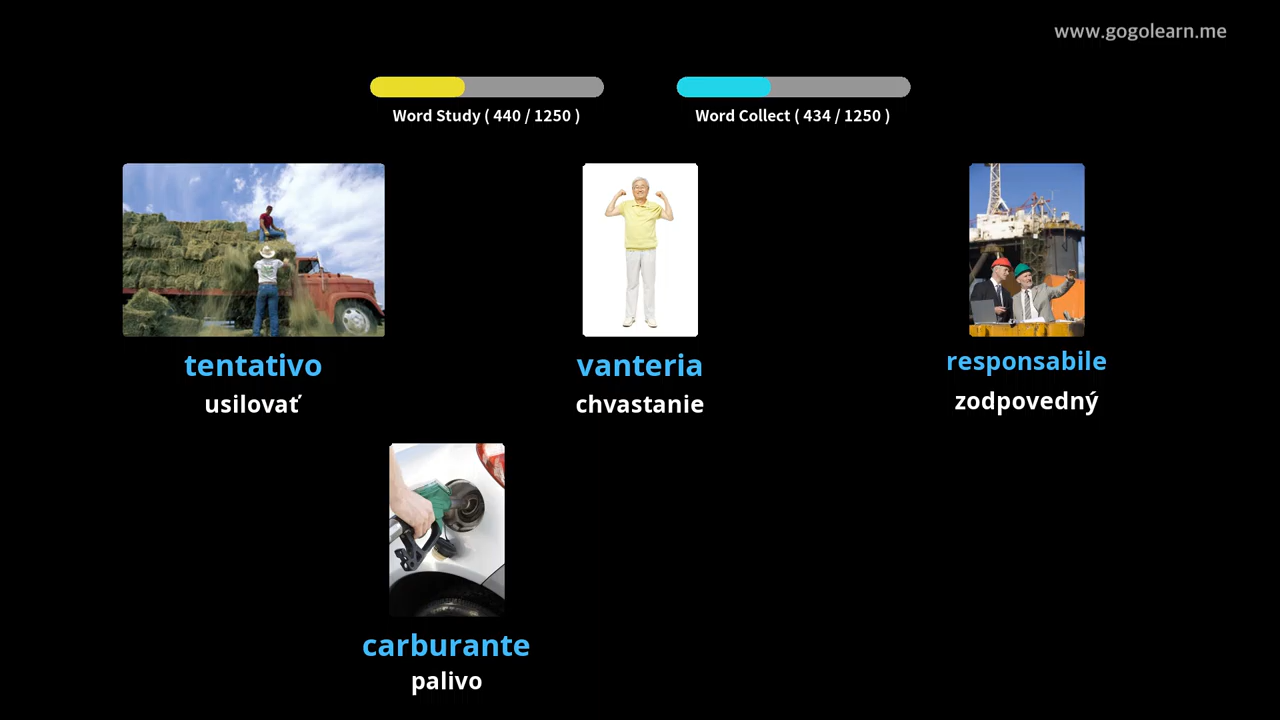 www.gogolearn.me
Word Study ( 440 / 1250 )
Word Collect ( 434 / 1250 )
tentativo
usilovať
vanteria
chvastanie
responsabile
zodpovedný
carburante
palivo